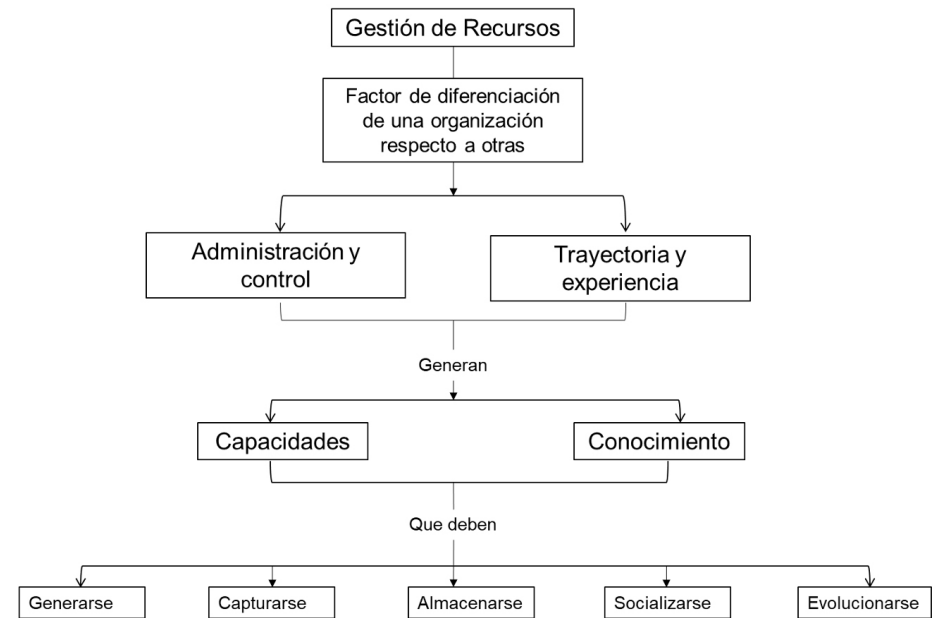 Gestión de Recursos
Factor de diferenciación
de una organización
respecto a otras
Administración y
control
Trayectoria y
experiencia
Generan
Capacidades
Conocimiento
Que deben
Generarse
Capturarse
Almacenarse
Socializarse
Evolucionarse